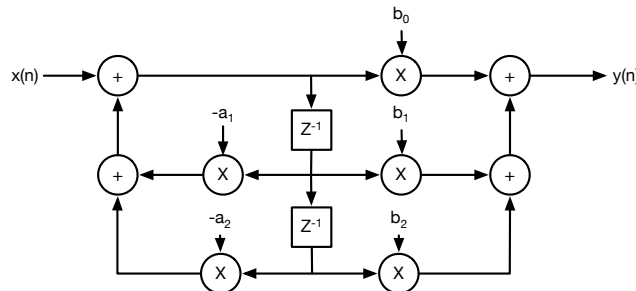 b₀
x(n) + X + y(n)
-a₁ Z⁻¹ b₁
+ X X +
-a₂ Z⁻¹ b₂
X X